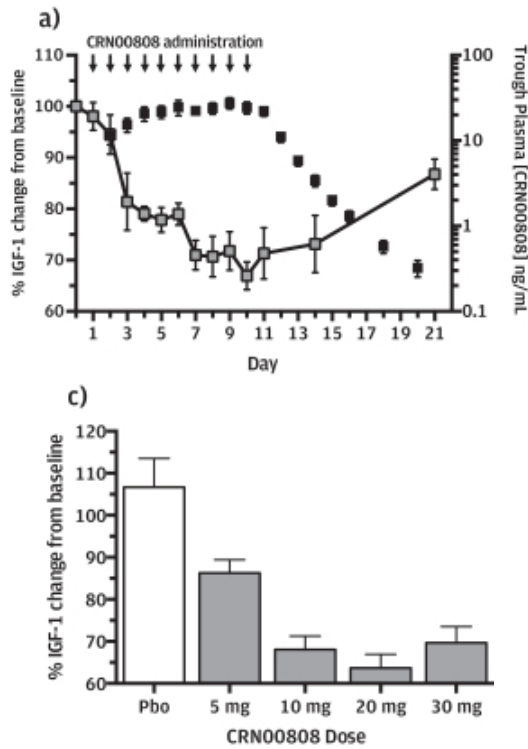 a)
CRN00808 administration
110
100
90
80
70
60
% IGF-1 change from baseline
100
10
1
0.1
Trough Plasma [CRN00808] ng/mL
1 3 5 7 9 11 13 15 17 19 21
Day
c)
120
110
100
90
80
70
60
% IGF-1 change from baseline
Pbo 5 mg 10 mg 20 mg 30 mg
CRN00808 Dose